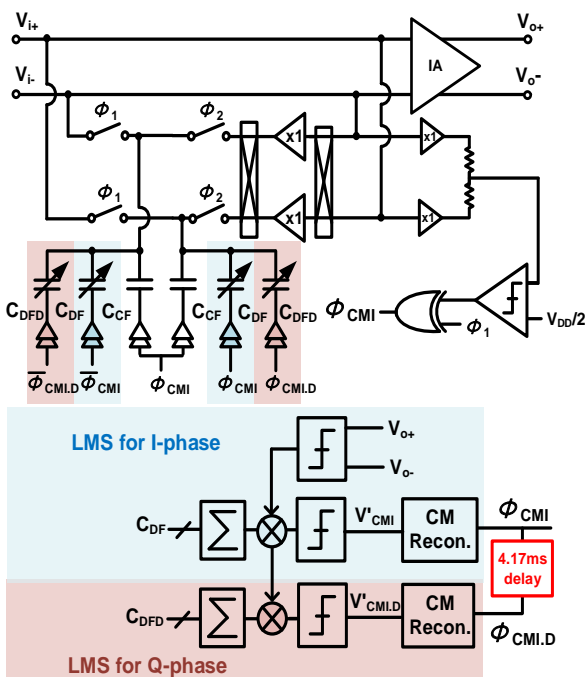 Vi+
Vo+
IA
Vi-
Vo-
ϕ1
ϕ2
x1
x1
ϕ1
ϕ2
x1
x1
CDFD
CDF
CCF
CCF
CDF
CDFD
ϕCMI
ϕ1
VDD/2
ϕ̅CMI.D
ϕ̅CMI
ϕCMI
ϕCMI
ϕCMI.D
LMS for I-phase
Vo+
Vo-
CDF
Σ
V'CMI
CM
Recon.
ϕCMI
4.17ms
delay
CDFD
Σ
V'CMI.D
CM
Recon.
ϕCMI.D
LMS for Q-phase